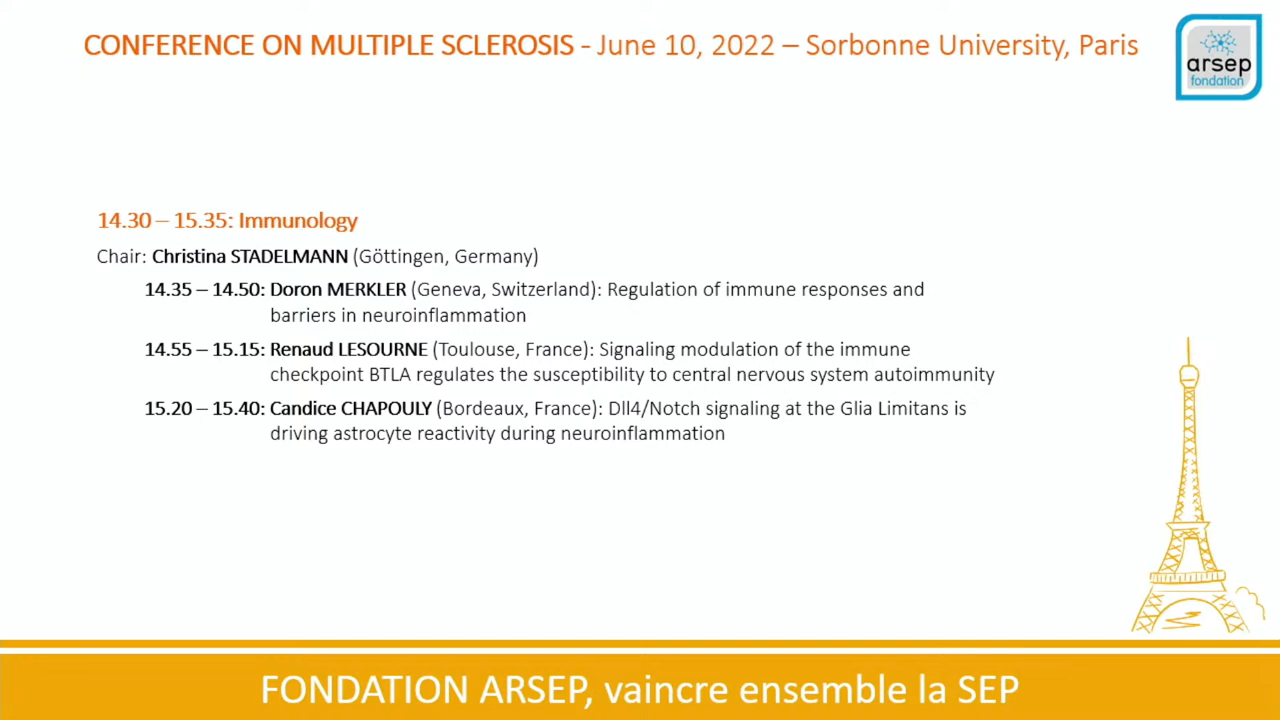 CONFERENCE ON MULTIPLE SCLEROSIS - June 10, 2022 – Sorbonne University, Paris
arsep
fondation
14.30 – 15.35: Immunology
Chair: Christina STADELMANN (Göttingen, Germany)
14.35 – 14.50: Doron MERKLER (Geneva, Switzerland): Regulation of immune responses and
barriers in neuroinflammation
14.55 – 15.15: Renaud LESOURNE (Toulouse, France): Signaling modulation of the immune
checkpoint BTLA regulates the susceptibility to central nervous system autoimmunity
15.20 – 15.40: Candice CHAPOULY (Bordeaux, France): Dll4/Notch signaling at the Glia Limitans is
driving astrocyte reactivity during neuroinflammation
FONDATION ARSEP, vaincre ensemble la SEP